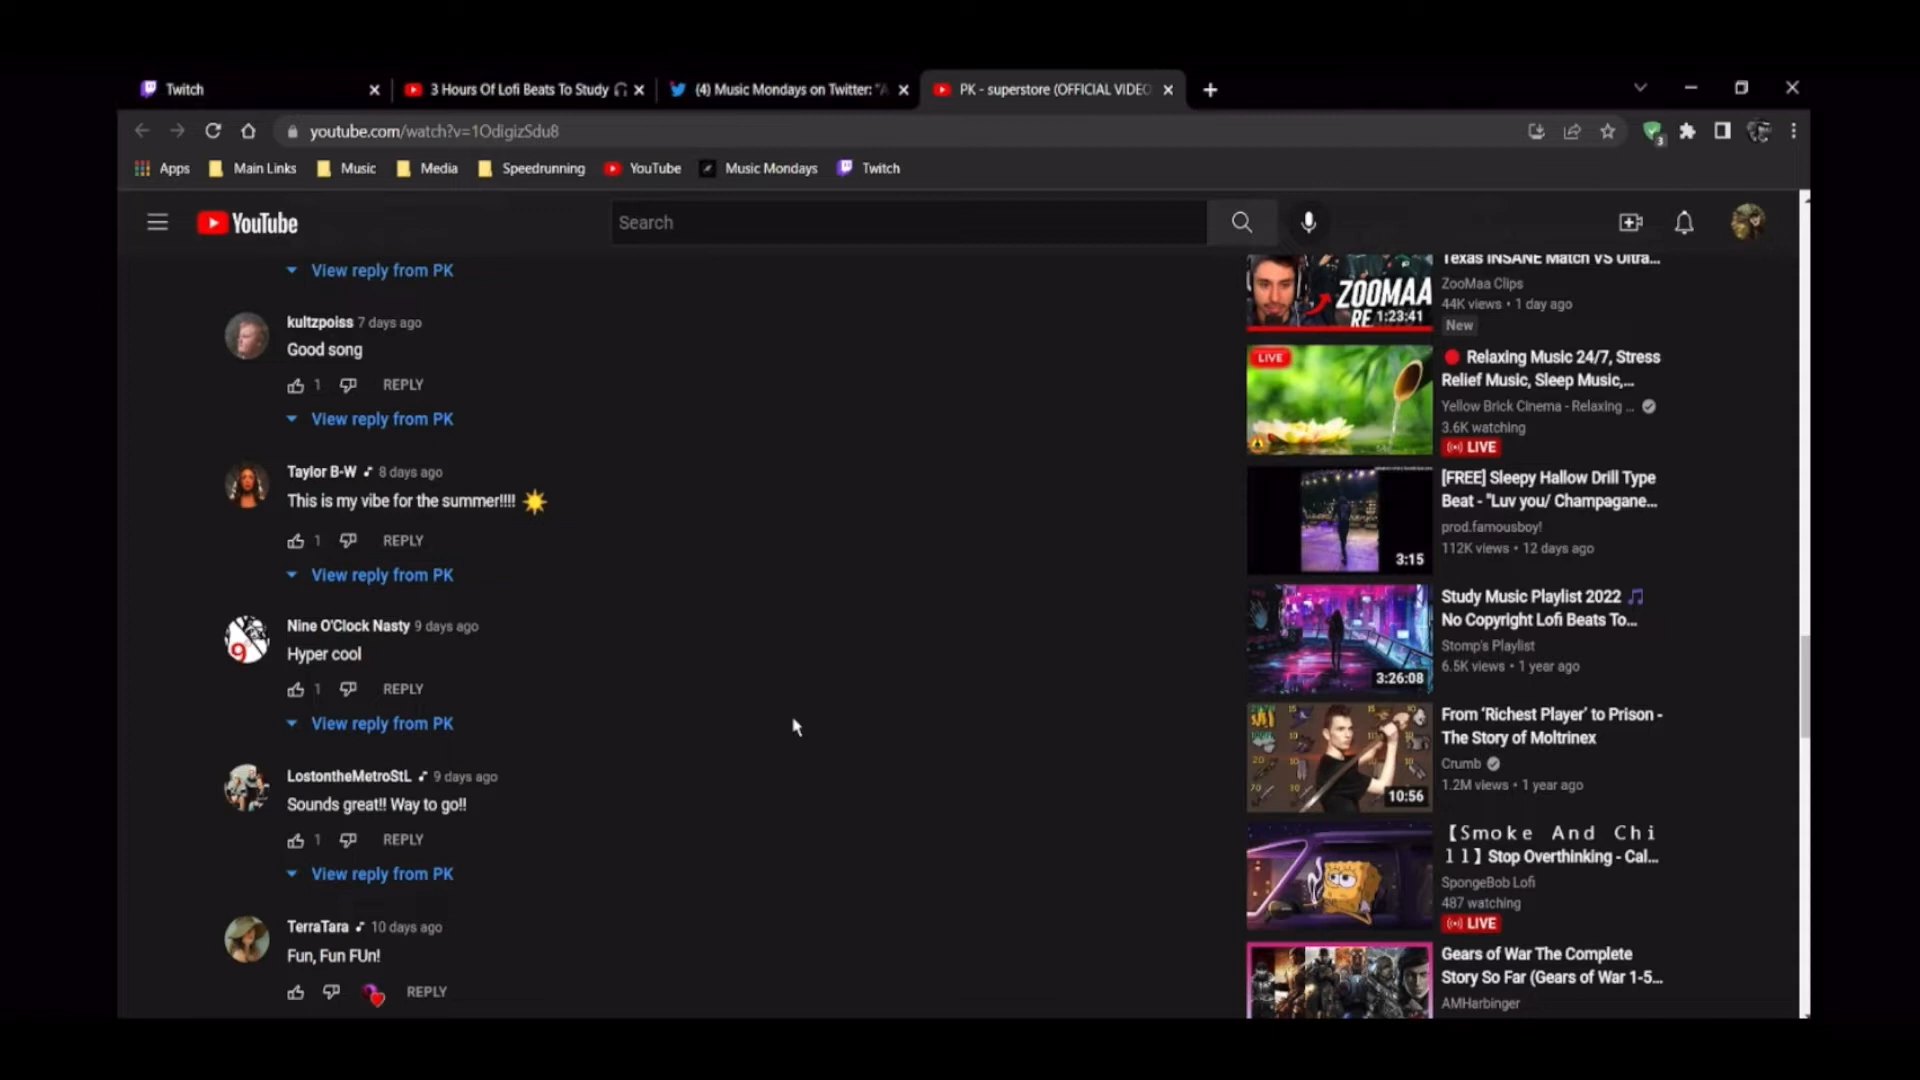 Twitch
3 Hours Of Lofi Beats To Study
(4) Music Mondays on Twitter: "A
PK - superstore (OFFICIAL VIDEO
youtube.com/watch?v=1OdigizSdu8
3
Apps
Main Links
Music
Media
Speedrunning
YouTube
Music Mondays
Twitch
YouTube
Search
View reply from PK
kultzpoiss 7 days ago
Good song
1 REPLY
View reply from PK
Taylor B-W 8 days ago
This is my vibe for the summer!!!! ☀️
1 REPLY
View reply from PK
Nine O'Clock Nasty 9 days ago
Hyper cool
1 REPLY
View reply from PK
LostontheMetroStL 9 days ago
Sounds great!! Way to go!!
1 REPLY
View reply from PK
TerraTara 10 days ago
Fun, Fun FUn!
REPLY
ZOOMAA
RE
1:23:41
Texas INSANE Match VS Ultra...
ZooMaa Clips
44K views • 1 day ago
New
LIVE
🔴 Relaxing Music 24/7, Stress
Relief Music, Sleep Music,...
Yellow Brick Cinema - Relaxing ...
3.6K watching
LIVE
3:15
[FREE] Sleepy Hallow Drill Type
Beat - "Luv you/ Champagane...
prod.famousboy!
112K views • 12 days ago
3:26:08
Study Music Playlist 2022 🎵
No Copyright Lofi Beats To...
Stomp's Playlist
6.5K views • 1 year ago
10:56
From ‘Richest Player’ to Prison -
The Story of Moltrinex
Crumb
1.2M views • 1 year ago
【Smoke And Chi
ll】Stop Overthinking - Cal...
SpongeBob Lofi
487 watching
LIVE
Gears of War The Complete
Story So Far (Gears of War 1-5...
AMHarbinger